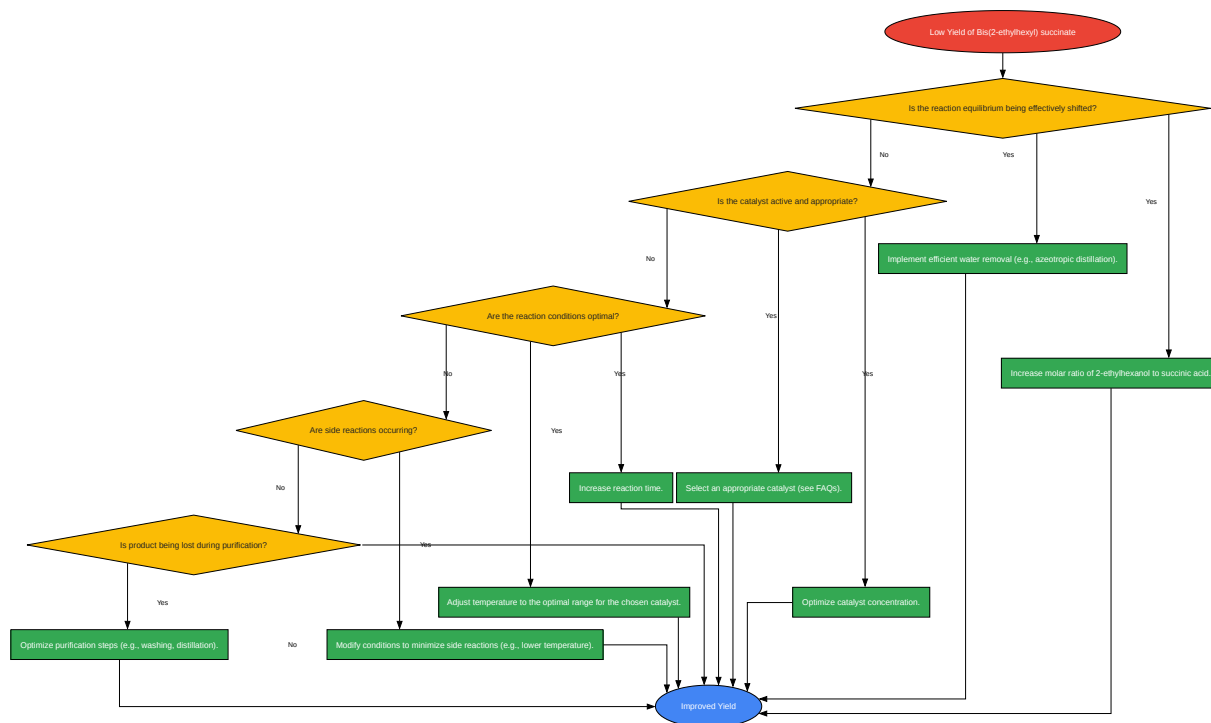 Low Yield of Bis(2-ethylhexyl) succinate
Is the reaction equilibrium being effectively shifted?
No
Yes
Yes
Is the catalyst active and appropriate?
Implement efficient water removal (e.g., azeotropic distillation).
No
Yes
Yes
Are the reaction conditions optimal?
Increase molar ratio of 2-ethylhexanol to succinic acid.
No
Yes
Yes
Are side reactions occurring?
Increase reaction time.
Select an appropriate catalyst (see FAQs).
No
Yes
Is product being lost during purification?
Yes
No
Adjust temperature to the optimal range for the chosen catalyst.
Optimize catalyst concentration.
Optimize purification steps (e.g., washing, distillation).
Modify conditions to minimize side reactions (e.g., lower temperature).
Improved Yield